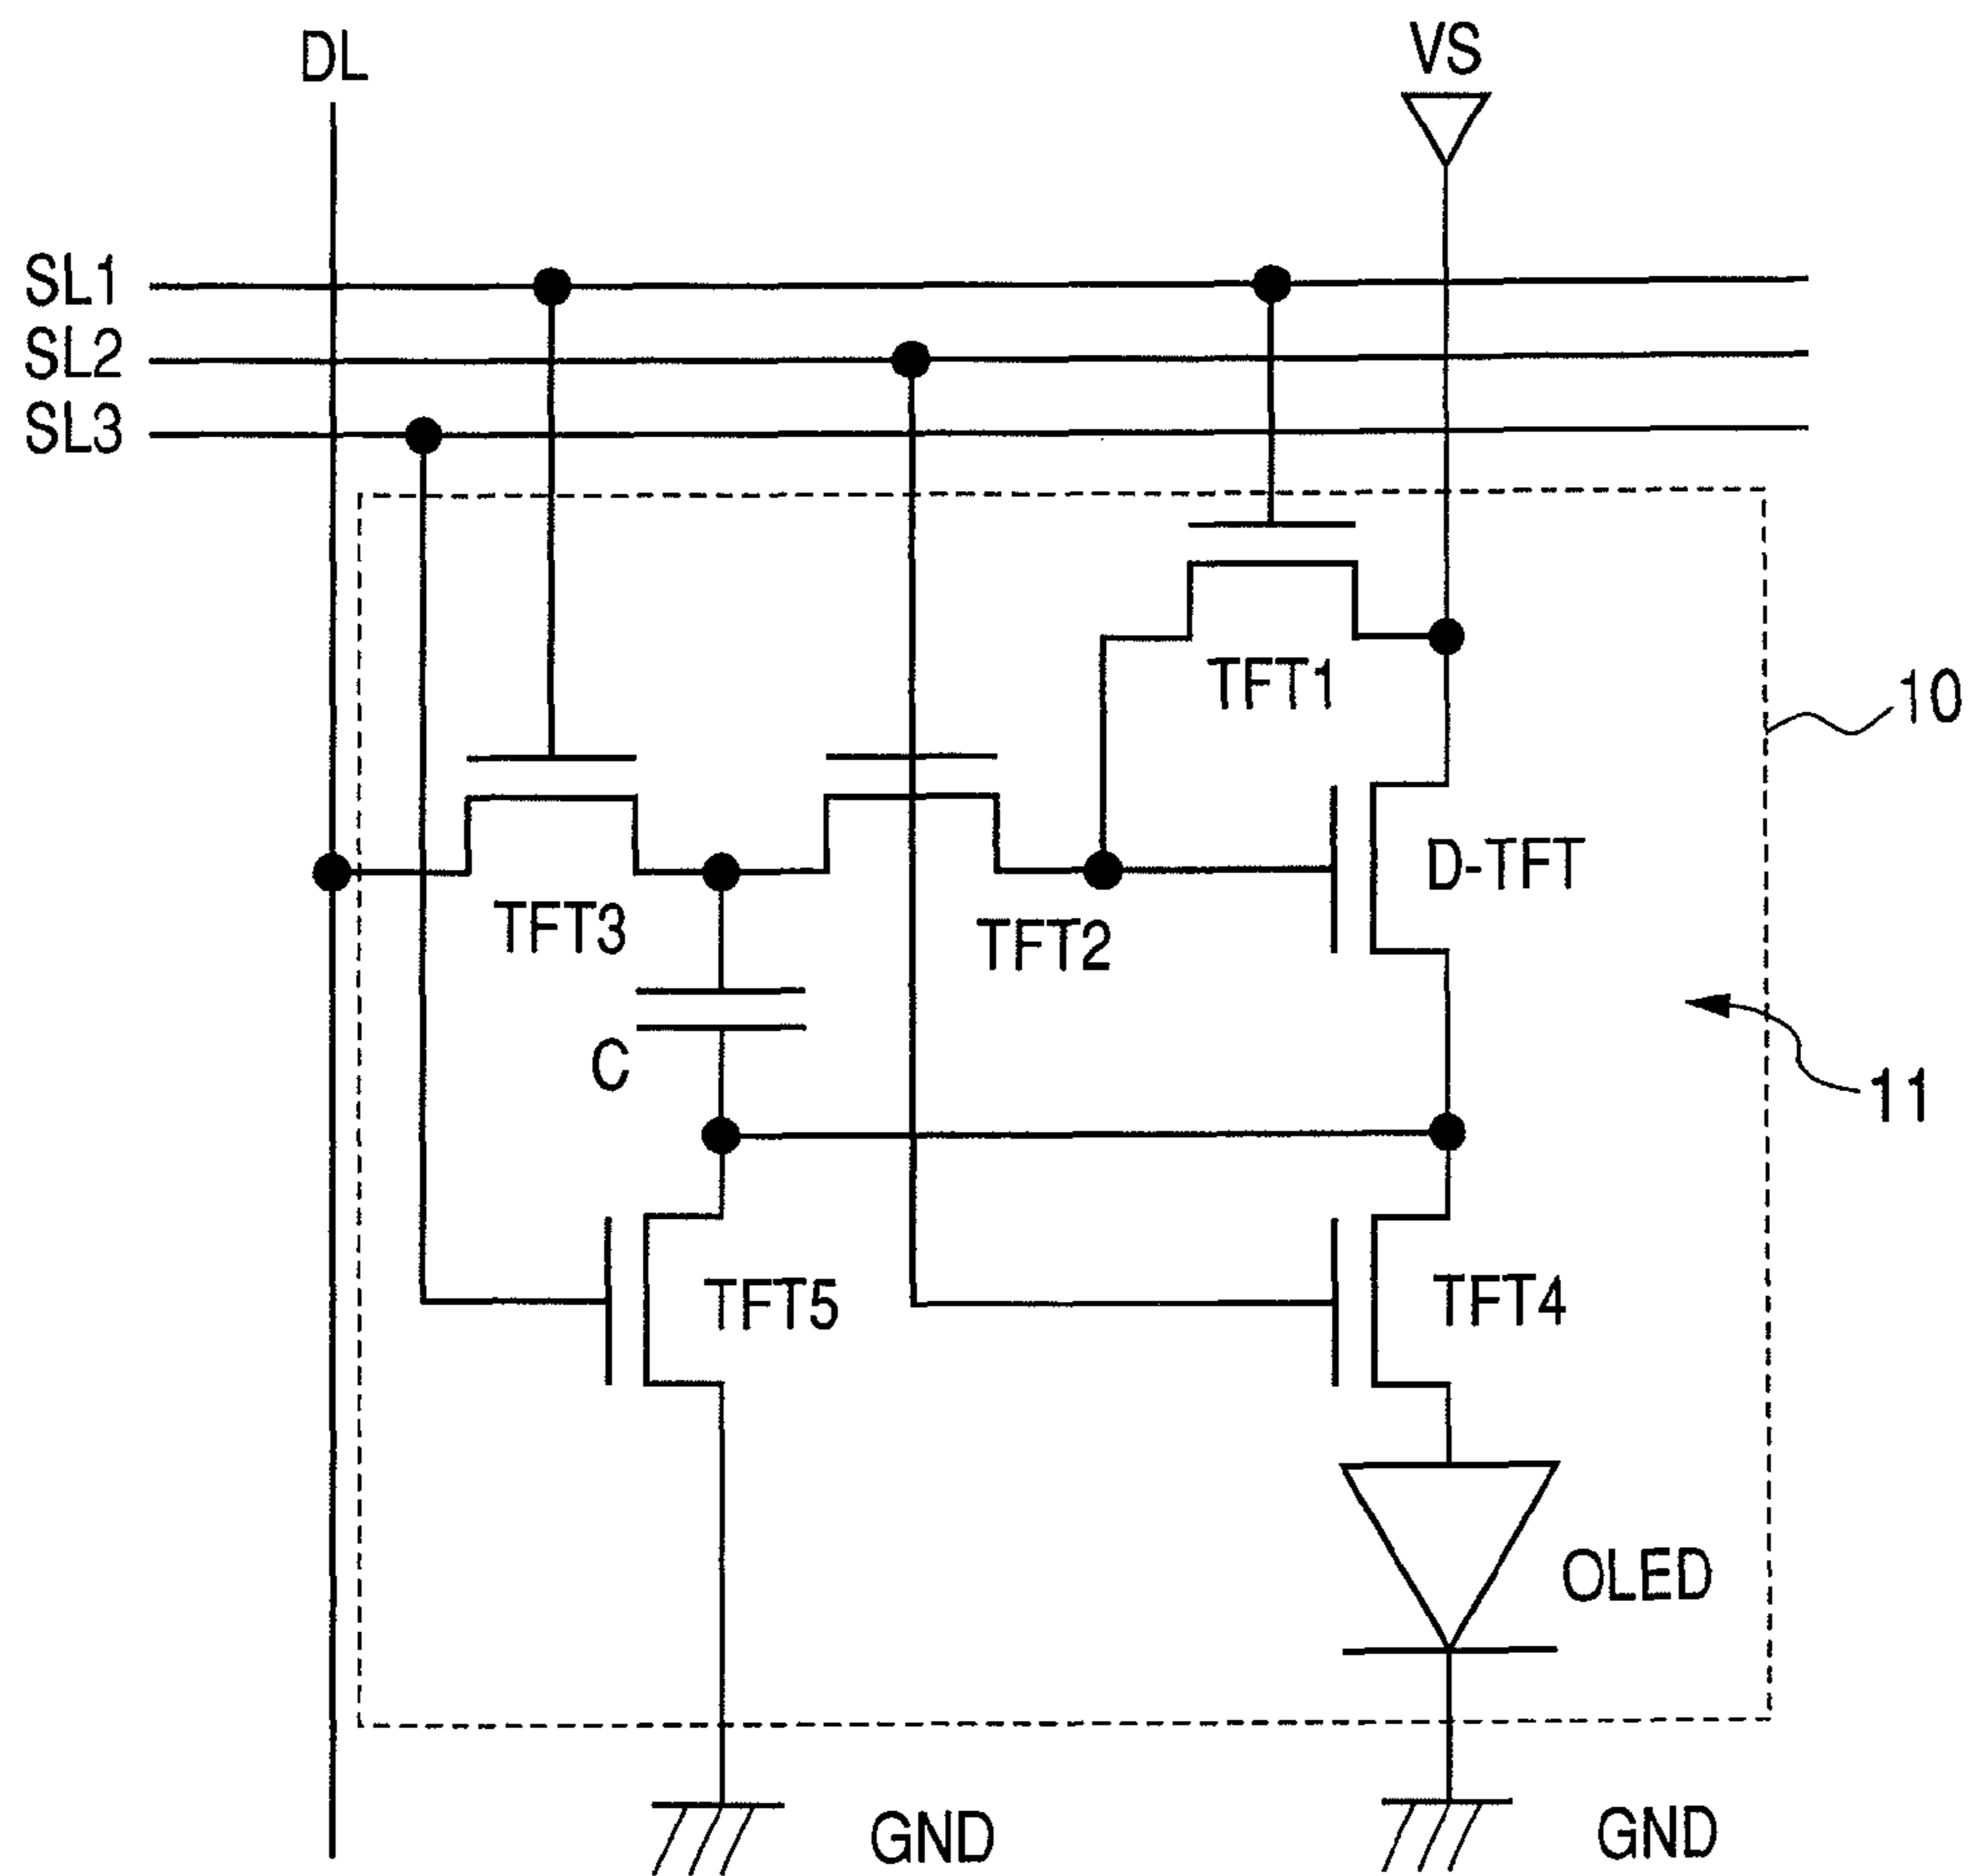 DL
VS
SL1
SL2
SL3
TFT1
10
D-TFT
TFT3
TFT2
C
11
TFT5
TFT4
OLED
GND
GND